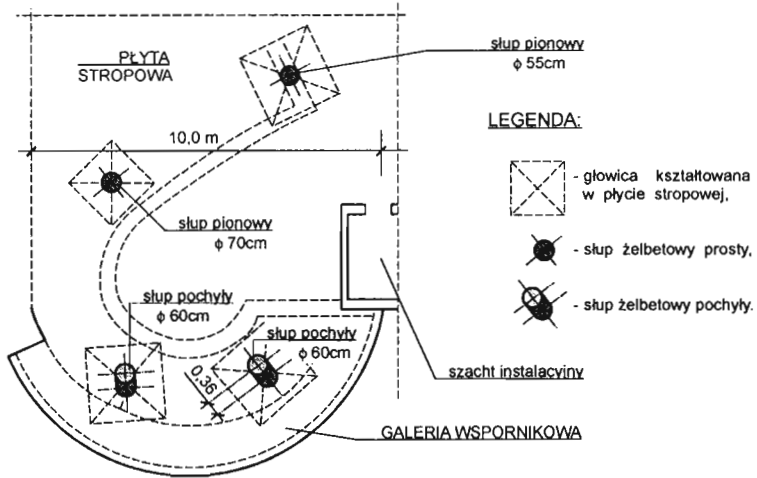 PŁYTA
STROPOWA
słup pionowy
ϕ 55cm
10,0 m
słup pionowy
ϕ 70cm
słup pochyły
ϕ 60cm
słup pochyły
ϕ 60cm
0,36
szacht instalacyjny
GALERIA WSPORNIKOWA
LEGENDA:
- głowica kształtowana
w płycie stropowej,
- słup żelbetowy prosty,
- słup żelbetowy pochyły.